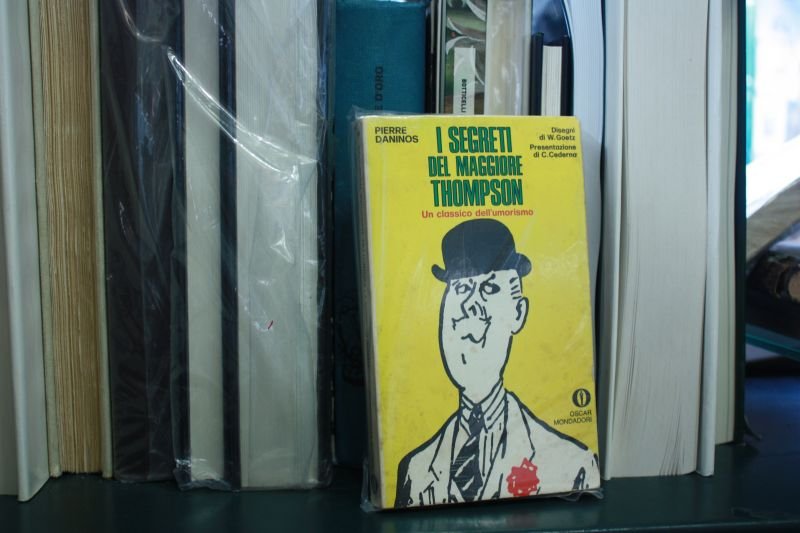 PIERRE
DANINOS
I SEGRETI
DEL MAGGIORE
THOMPSON
Un classico dell'umorismo
Disegni
di W. Goetz
Presentazione
di C. Cederna
OSCAR
MONDADORI
E D'ORO
BOTTICELLI